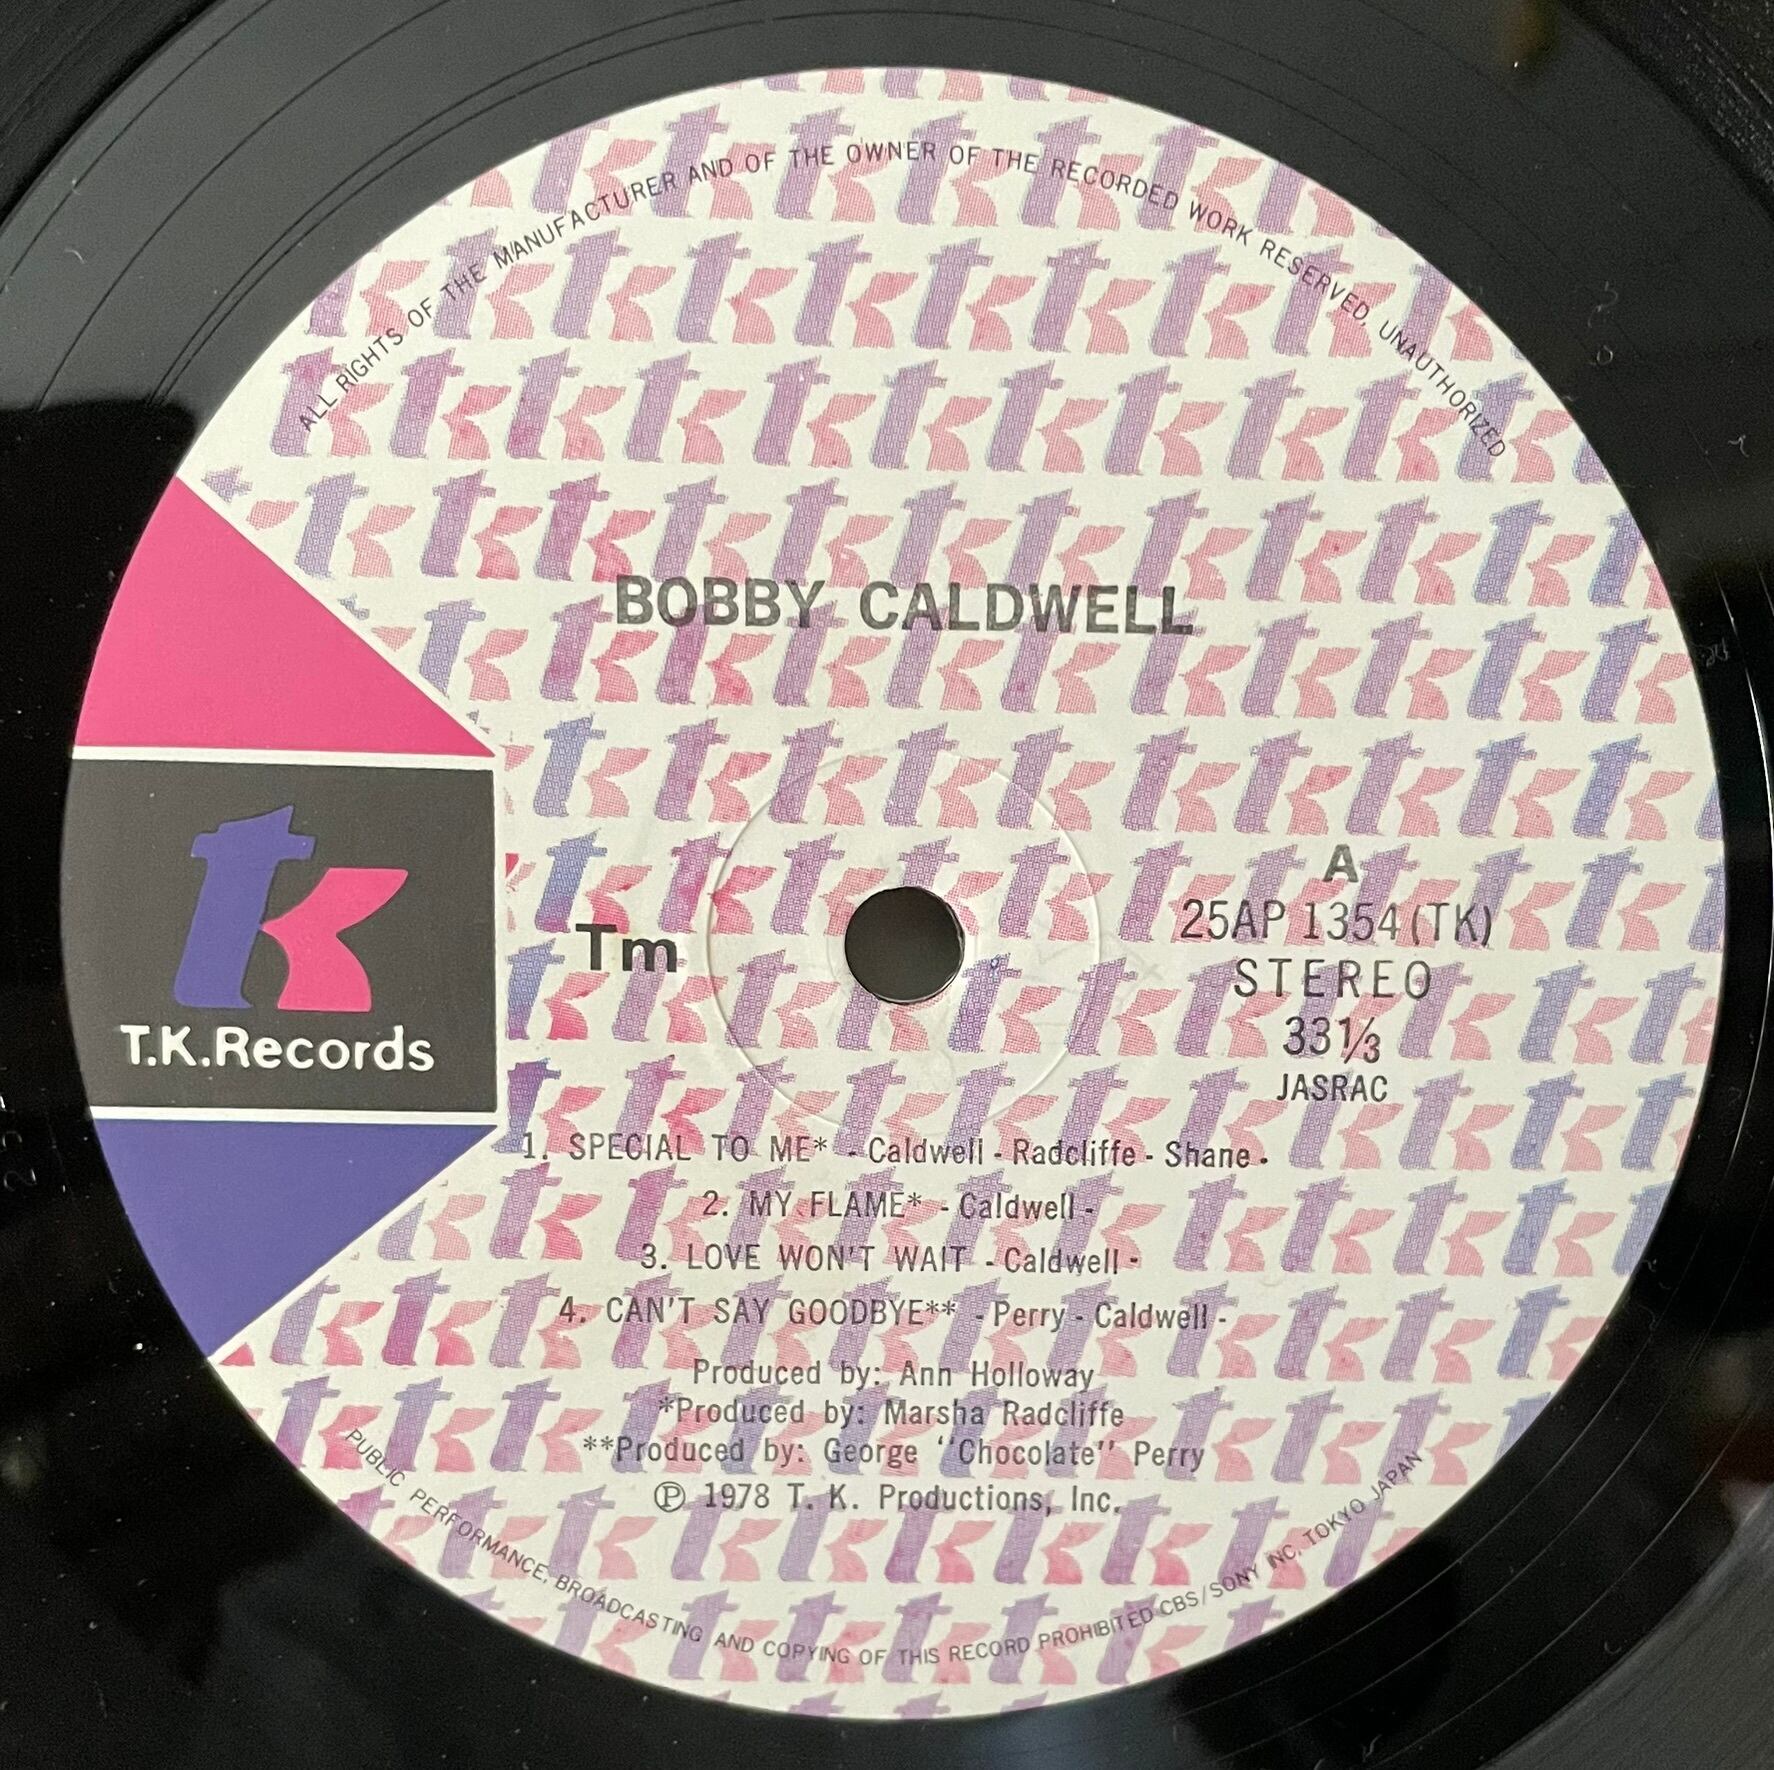 ALL RIGHTS OF THE MANUFACTURER AND OF THE OWNER OF THE RECORDED WORK RESERVED, UNAUTHORIZED
BOBBY CALDWELL
tk
T.K.Records
Tm
A
25AP 1354(TK)
STEREO
33⅓
JASRAC
1. SPECIAL TO ME* - Caldwell - Radcliffe - Shane -
2. MY FLAME* - Caldwell -
3. LOVE WON'T WAIT - Caldwell -
4. CAN'T SAY GOODBYE** - Perry - Caldwell -
Produced by: Ann Holloway
*Produced by: Marsha Radcliffe
**Produced by: George "Chocolate" Perry
Ⓟ 1978 T. K. Productions, Inc.
PUBLIC PERFORMANCE, BROADCASTING AND COPYING OF THIS RECORD PROHIBITED CBS/SONY INC. TOKYO JAPAN